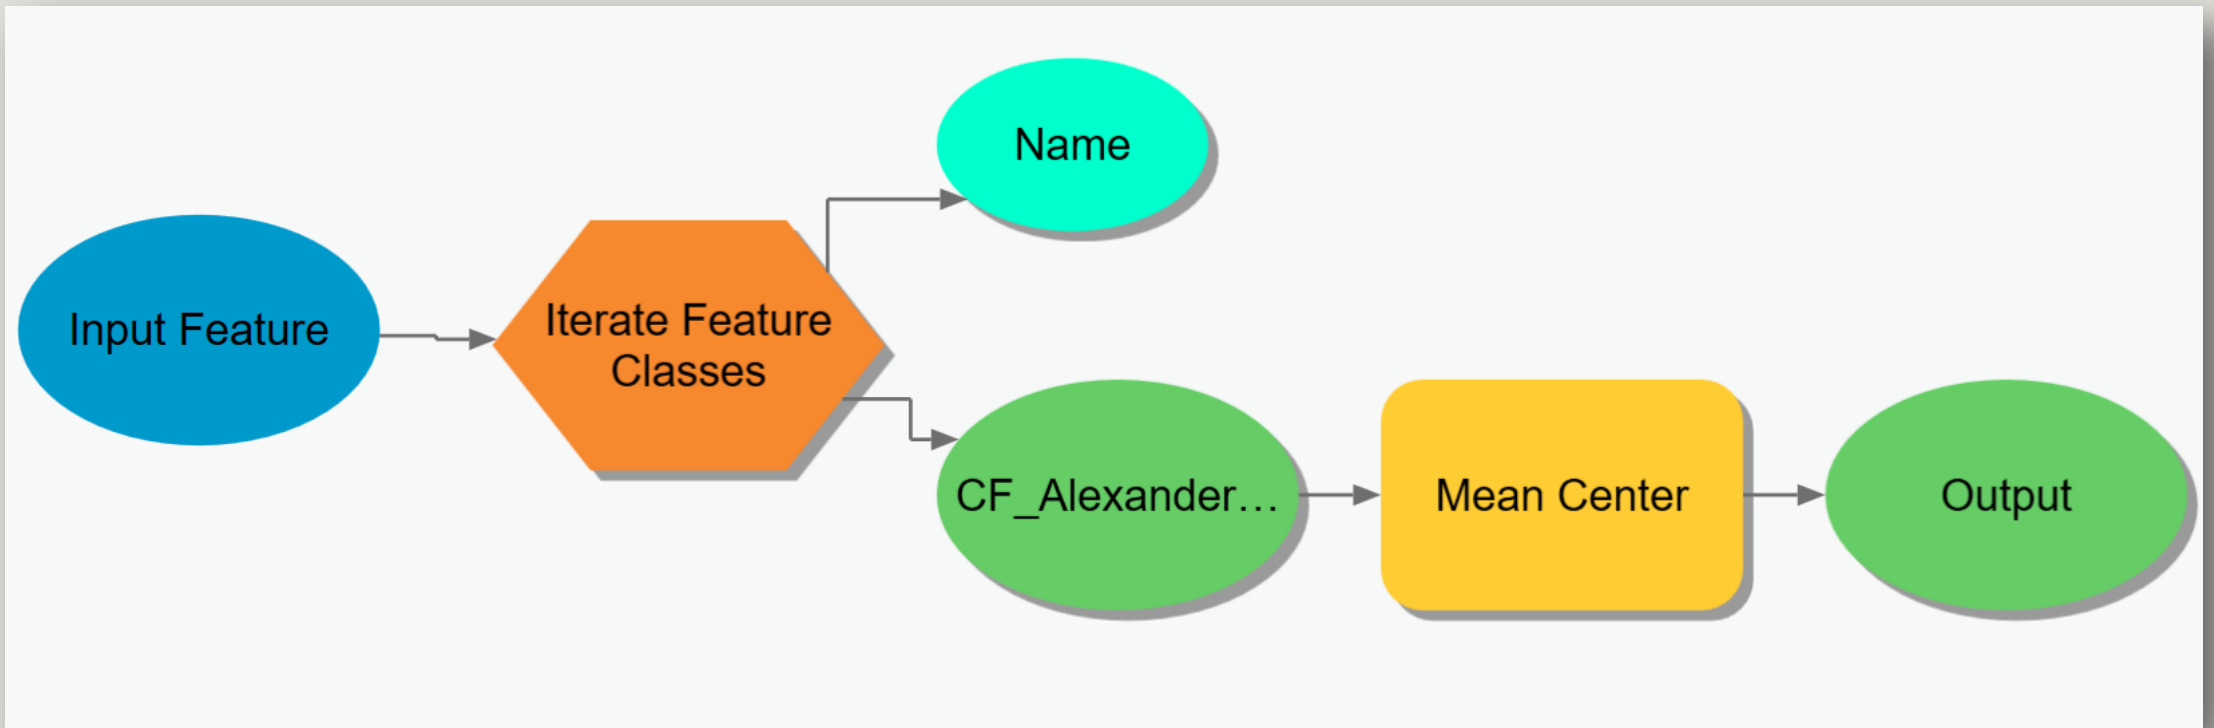 Name
Input Feature
Iterate Feature
Classes
CF_Alexander...
Mean Center
Output